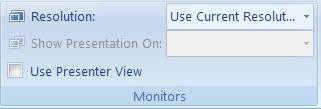 Resolution: Use Current Resolut...
Show Presentation On:
Use Presenter View
Monitors